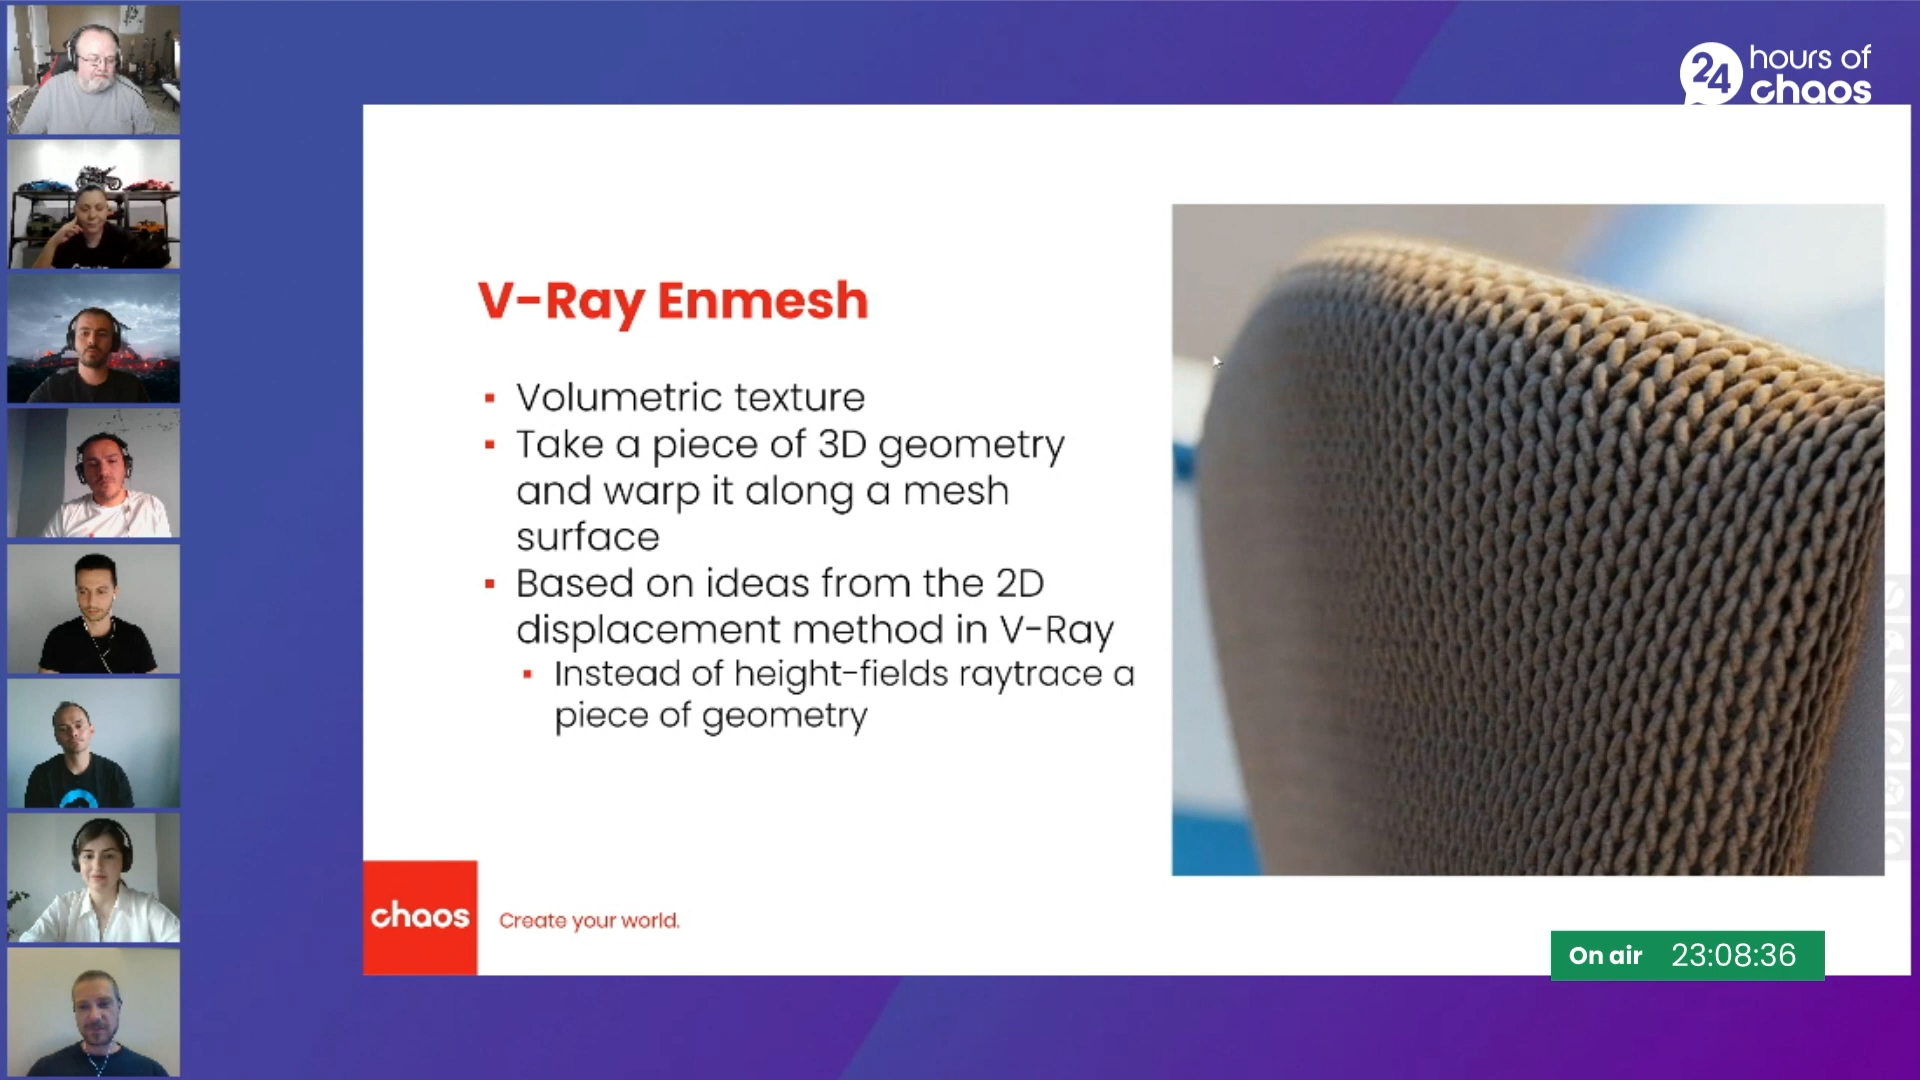 24 hours of
chaos
V-Ray Enmesh
▪ Volumetric texture
▪ Take a piece of 3D geometry
and warp it along a mesh
surface
▪ Based on ideas from the 2D
displacement method in V-Ray
▪ Instead of height-fields raytrace a
piece of geometry
chaos
Create your world.
On air 23:08:36